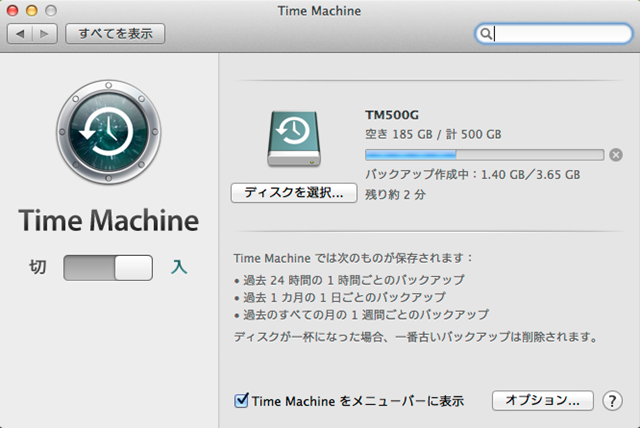 Time Machine
すべてを表示
TM500G
空き 185 GB / 計 500 GB
バックアップ作成中：1.40 GB／3.65 GB
残り約 2 分
ディスクを選択...
Time Machine
切 入
Time Machine では次のものが保存されます：
• 過去 24 時間の 1 時間ごとのバックアップ
• 過去 1 カ月の 1 日ごとのバックアップ
• 過去のすべての月の 1 週間ごとのバックアップ
ディスクが一杯になった場合、一番古いバックアップは削除されます。
Time Machine をメニューバーに表示
オプション...
?